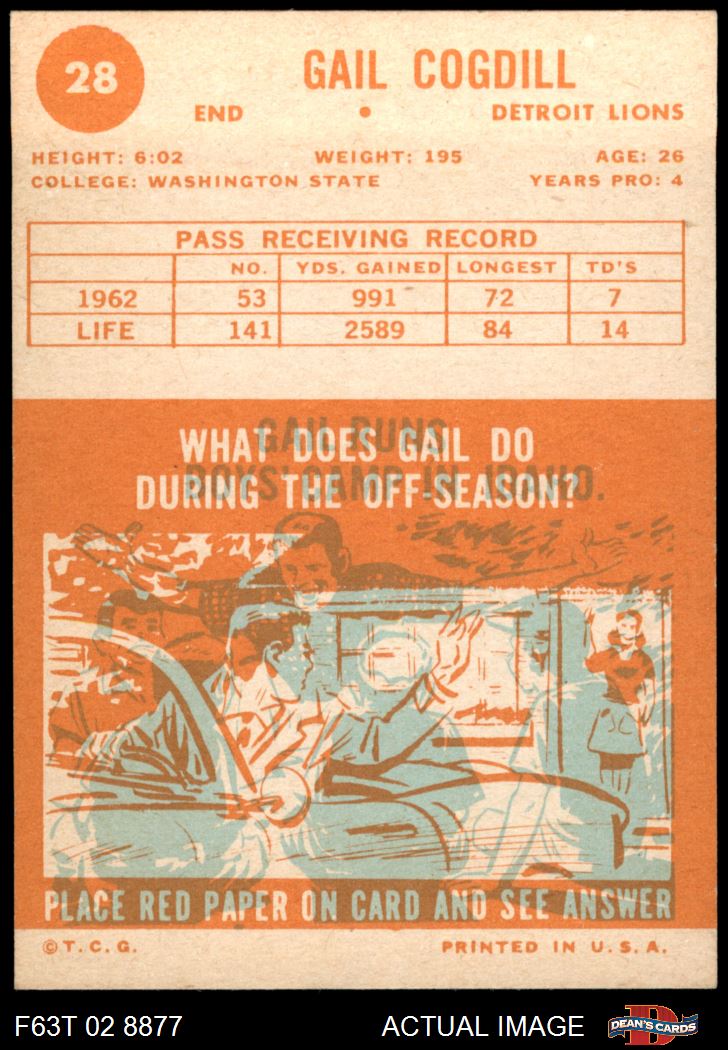 28
GAIL COGDILL
END • DETROIT LIONS
HEIGHT: 6:02 WEIGHT: 195 AGE: 26
COLLEGE: WASHINGTON STATE YEARS PRO: 4
PASS RECEIVING RECORD
NO. YDS. GAINED LONGEST TD'S
1962 53 991 72 7
LIFE 141 2589 84 14
GAIL RUNS
BOYS' CAMP IN IDAHO.
WHAT DOES GAIL DO
DURING THE OFF-SEASON?
PLACE RED PAPER ON CARD AND SEE ANSWER
©T.C.G. PRINTED IN U.S.A.
F63T 02 8877 ACTUAL IMAGE
D
DEAN'S CARDS